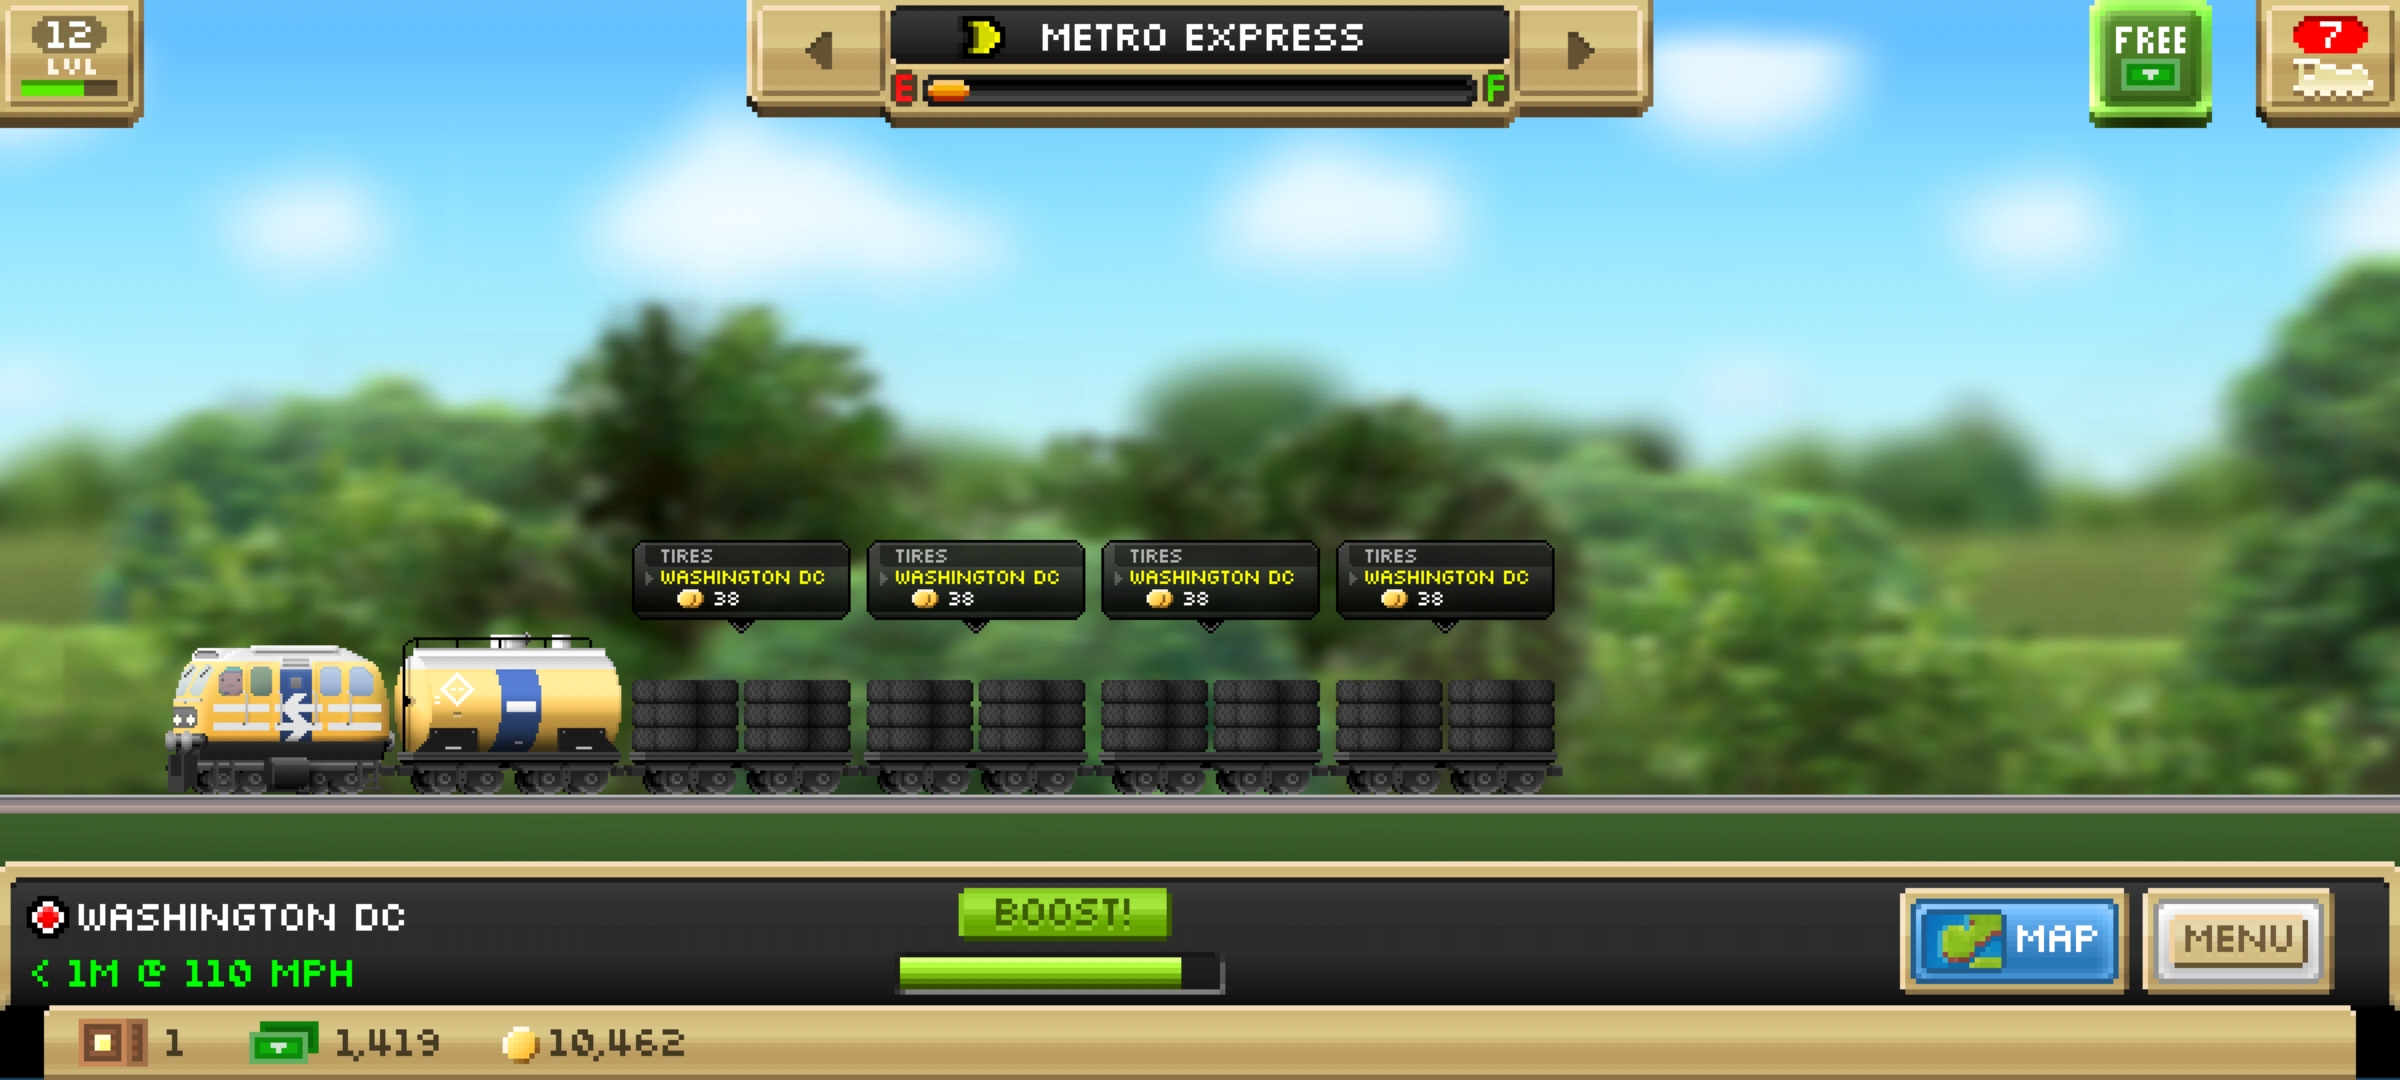 12
LVL
METRO EXPRESS
E F
FREE
7
TIRES
WASHINGTON DC
38
TIRES
WASHINGTON DC
38
TIRES
WASHINGTON DC
38
TIRES
WASHINGTON DC
38
WASHINGTON DC
< 1M @ 110 MPH
BOOST!
MAP
MENU
1
1,419
10,462